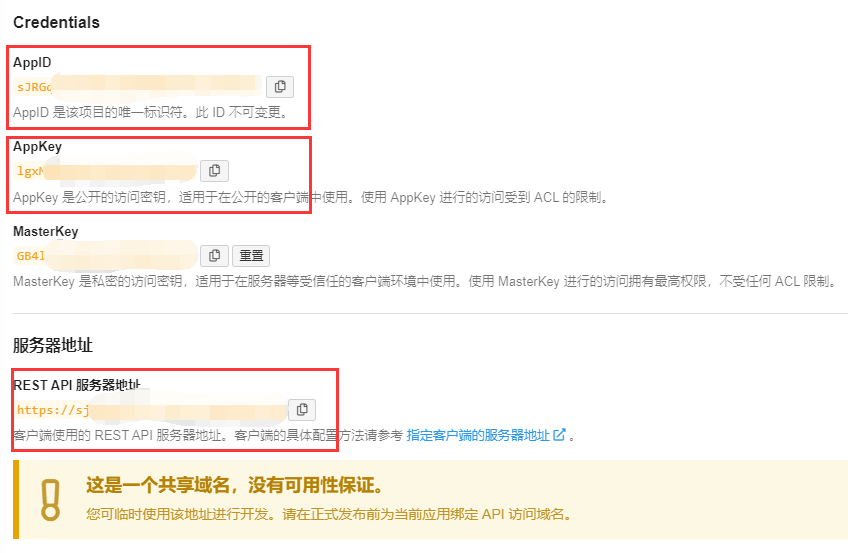 Credentials
AppID
sJRG
AppID 是该项目的唯一标识符。此 ID 不可变更。
AppKey
lgxM
AppKey 是公开的访问密钥，适用于在公开的客户端中使用。使用 AppKey 进行的访问受到 ACL 的限制。
MasterKey
GB4l
重置
MasterKey 是私密的访问密钥，适用于在服务器等受信任的客户端环境中使用。使用 MasterKey 进行的访问拥有最高权限，不受任何 ACL 限制。
服务器地址
REST API 服务器地址
https://sj
客户端使用的 REST API 服务器地址。客户端的具体配置方法请参考 指定客户端的服务器地址 。
这是一个共享域名，没有可用性保证。
您可临时使用该地址进行开发。请在正式发布前为当前应用绑定 API 访问域名。